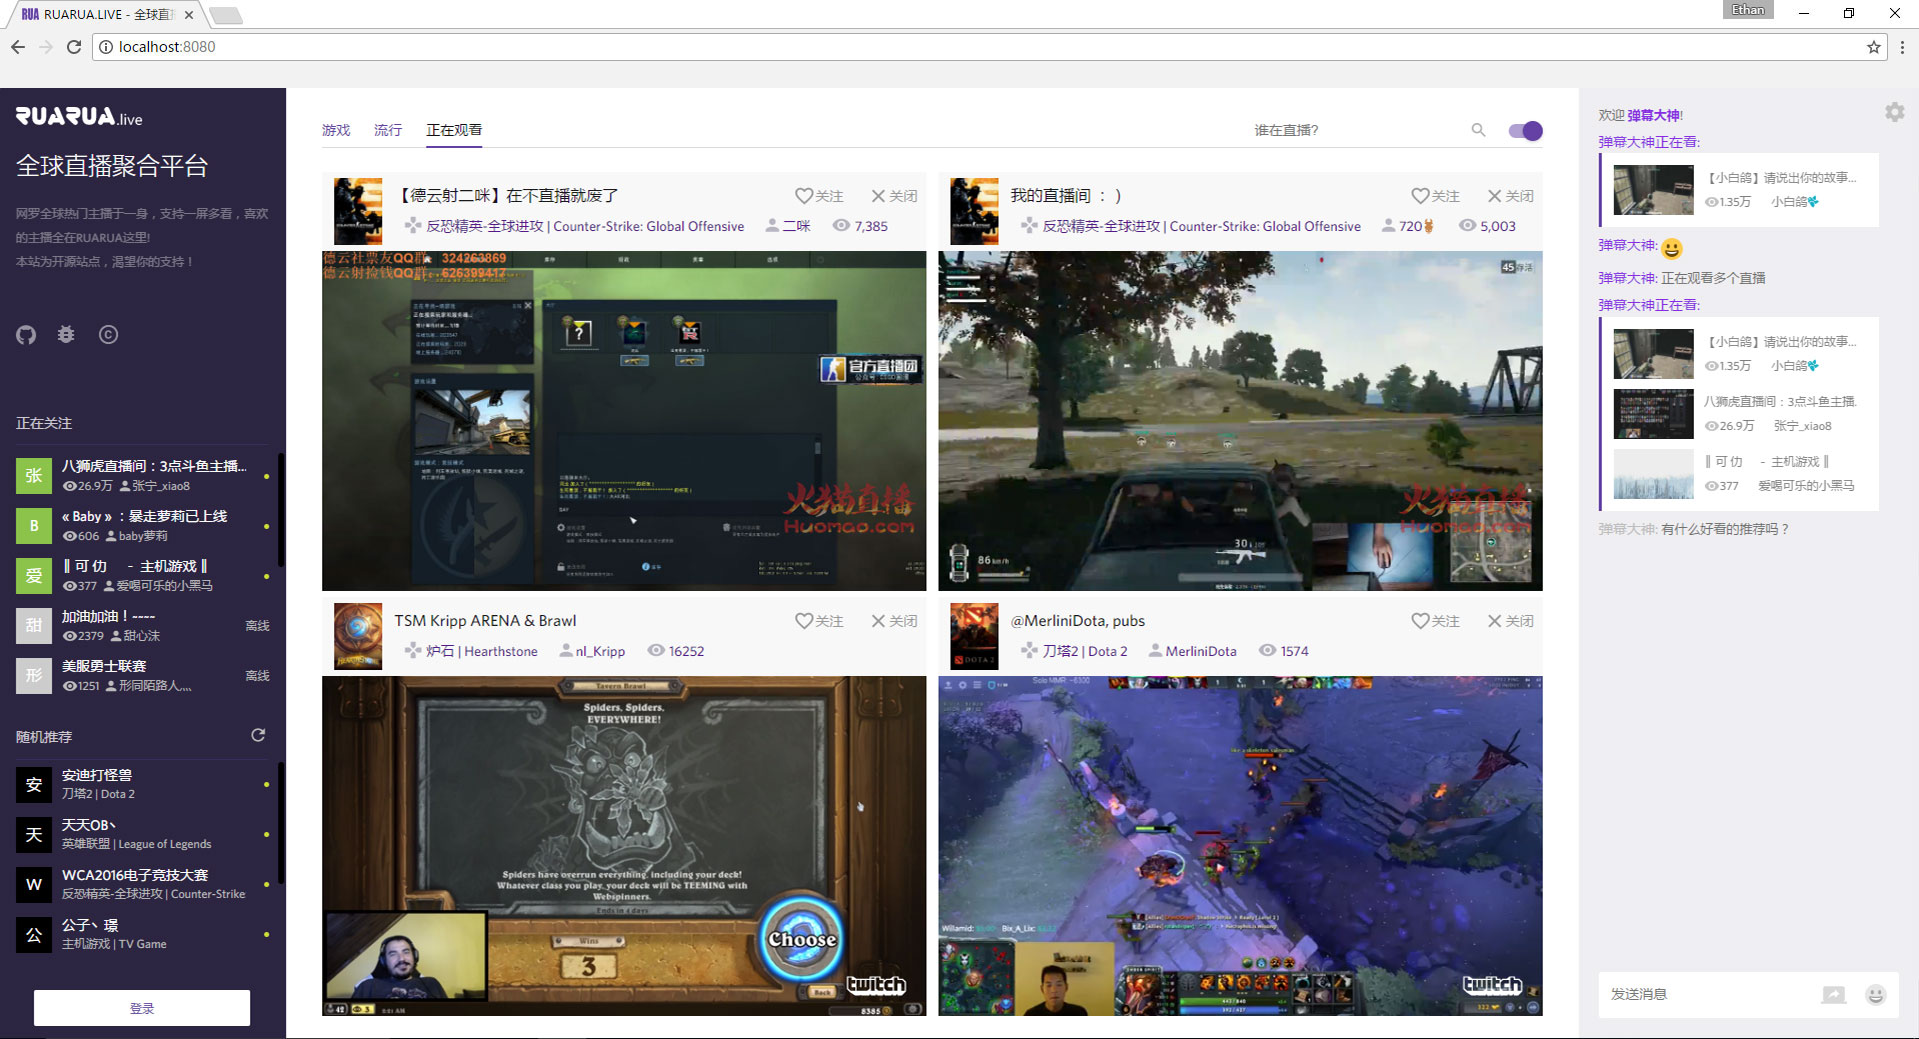 RUA RUARUA.LIVE - 全球直
Ethan
localhost:8080
RUARUA.live
全球直播聚合平台
网罗全球热门主播于一身，支持一屏多看，喜欢
的主播全在RUARUA这里!
本站为开源站点，渴望你的支持！
正在关注
张
八狮虎直播间：3点斗鱼主播...
26.9万 张宁_xiao8
B
« Baby » ：暴走萝莉已上线
606 baby萝莉
爱
‖ 可 仂 - 主机游戏 ‖
377 爱喝可乐的小黑马
甜
加油加油！----
2379 甜心沫
离线
形
美服勇士联赛
1251 形同陌路人灬
离线
随机推荐
安
安迪打怪兽
刀塔2 | Dota 2
天
天天OB丶
英雄联盟 | League of Legends
W
WCA2016电子竞技大赛
反恐精英-全球进攻 | Counter-Strike
公
公子丶璟
主机游戏 | TV Game
登录
游戏 流行 正在观看
谁在直播?
【德云射二咪】在不直播就废了
关注 关闭
反恐精英-全球进攻 | Counter-Strike: Global Offensive 二咪 7,385
德云社票友QQ群: 324263869
德云射捡钱QQ群: 626399417
官方直播团
火猫直播
Huomao.com
我的直播间 ： )
关注 关闭
反恐精英-全球进攻 | Counter-Strike: Global Offensive 720 5,003
45 存活
火猫直播
Huomao.com
30
86 km/h
TSM Kripp ARENA & Brawl
关注 关闭
炉石 | Hearthstone nl_Kripp 16252
Tavern Brawl
Spiders, Spiders,
EVERYWHERE!
Spiders have overrun everything, including your deck!
Whatever class you play, your deck will be TEEMING with
Webspinners.
Ends in 4 days
Wins
3
Choose
Back
twitch
8385
@MerliniDota, pubs
关注 关闭
刀塔2 | Dota 2 MerliniDota 1574
DOTA 2
Solo MMR: ~6300
twitch
欢迎 弹幕大神!
弹幕大神正在看:
【小白鸽】请说出你的故事...
1.35万 小白鸽
弹幕大神:
弹幕大神: 正在观看多个直播
弹幕大神正在看:
【小白鸽】请说出你的故事...
1.35万 小白鸽
八狮虎直播间：3点斗鱼主播.
26.9万 张宁_xiao8
‖ 可 仂 - 主机游戏 ‖
377 爱喝可乐的小黑马
弹幕大神: 有什么好看的推荐吗？
发送消息